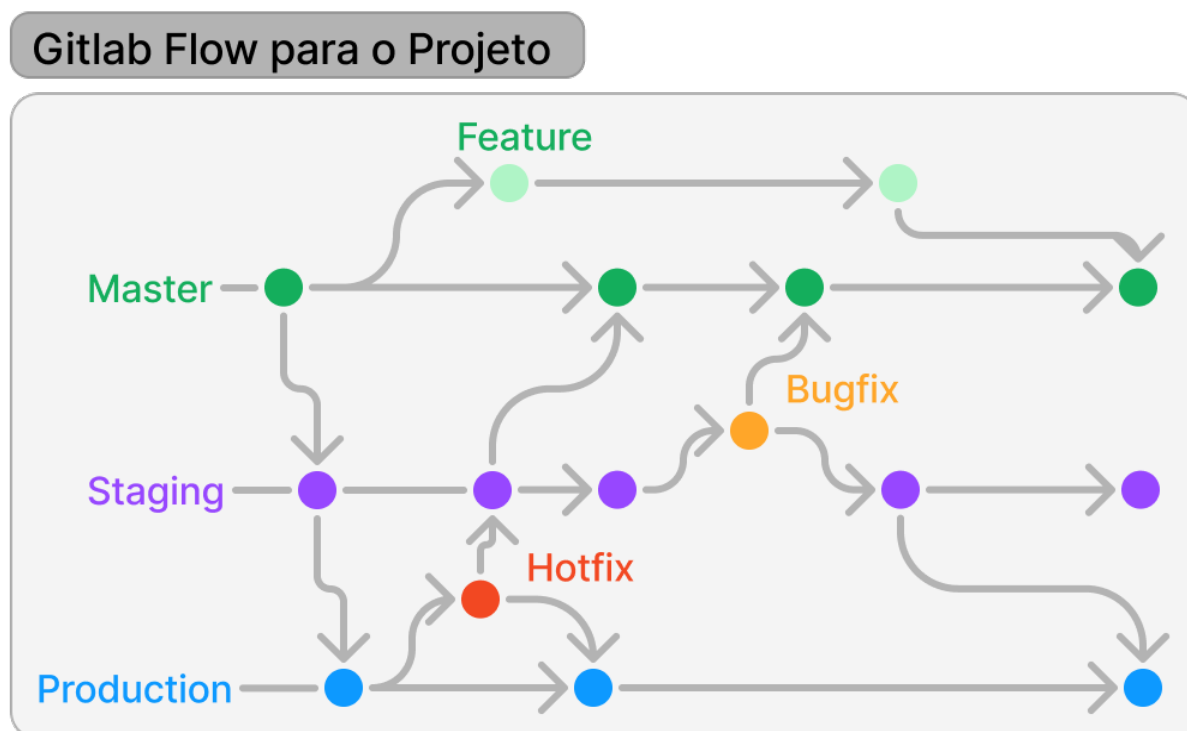 Gitlab Flow para o Projeto
Feature
Master
Bugfix
Staging
Hotfix
Production